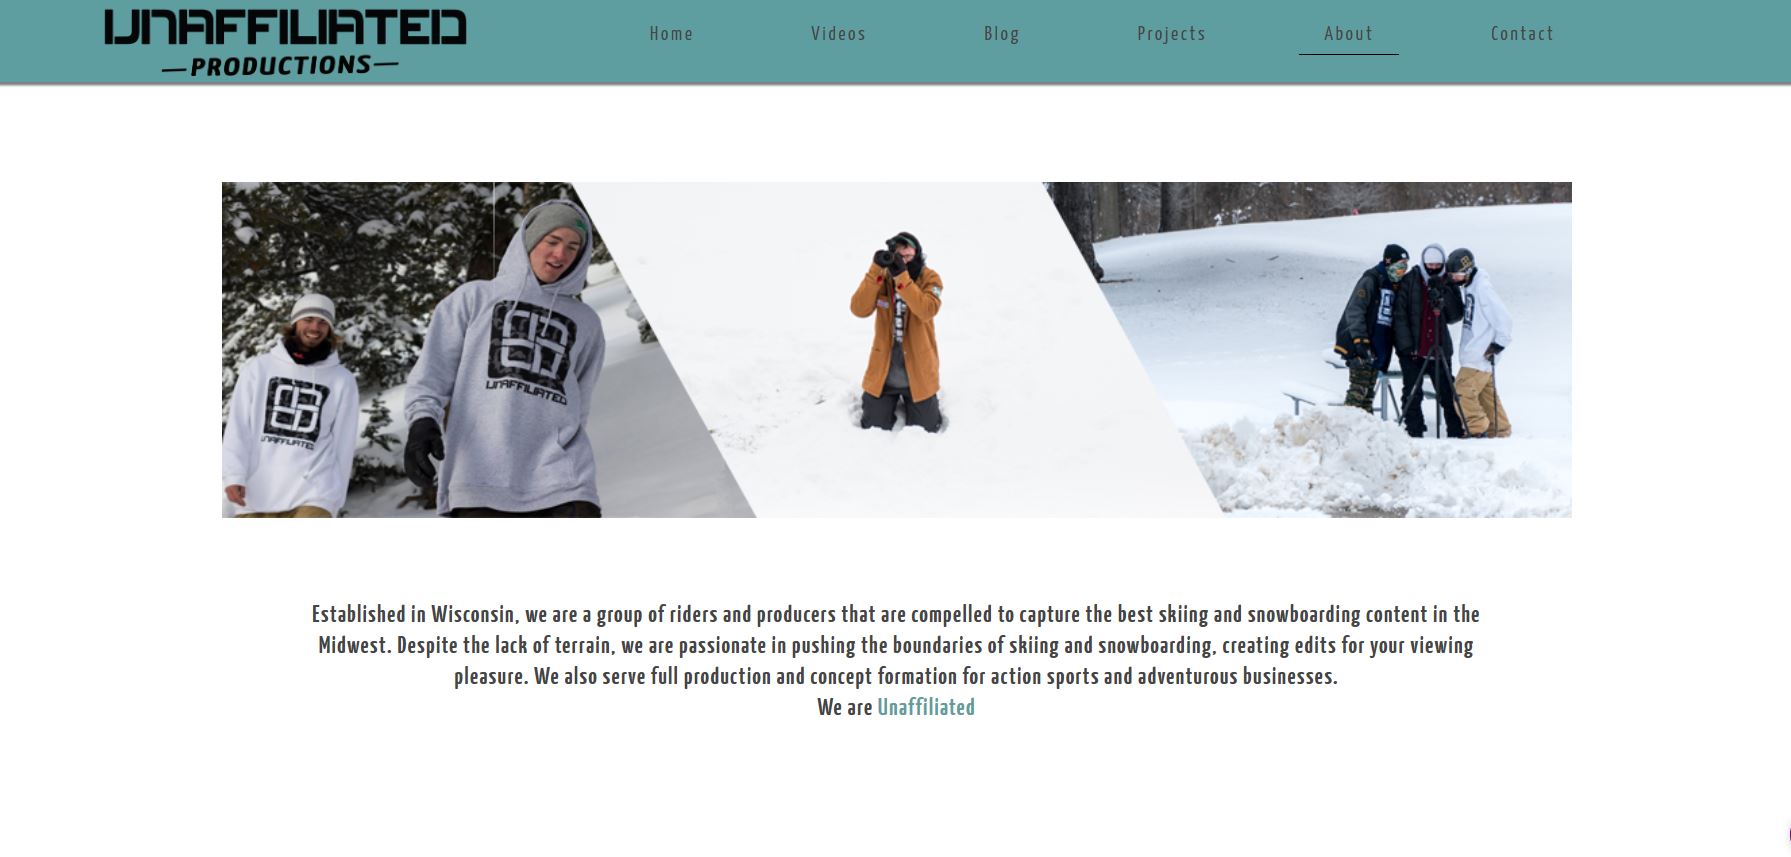 UNAFFILIATED
PRODUCTIONS
Home Videos Blog Projects About Contact
UNAFFILIATED
UNAFFILIATED
Established in Wisconsin, we are a group of riders and producers that are compelled to capture the best skiing and snowboarding content in the
Midwest. Despite the lack of terrain, we are passionate in pushing the boundaries of skiing and snowboarding, creating edits for your viewing
pleasure. We also serve full production and concept formation for action sports and adventurous businesses.
We are Unaffiliated